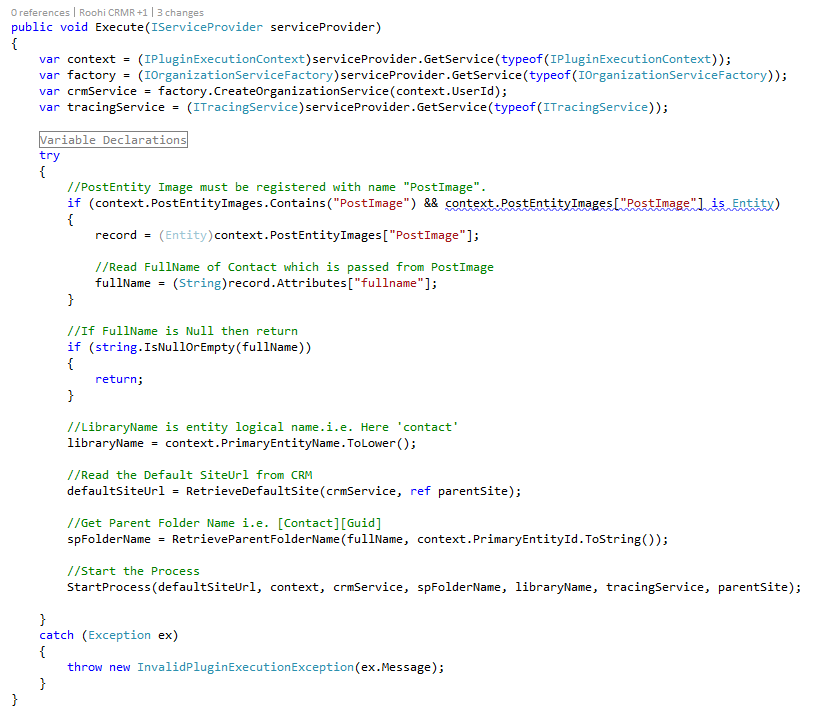 0 references | Roohi CRMR +1 | 3 changes
public void Execute(IServiceProvider serviceProvider)
{
    var context = (IPluginExecutionContext)serviceProvider.GetService(typeof(IPluginExecutionContext));
    var factory = (IOrganizationServiceFactory)serviceProvider.GetService(typeof(IOrganizationServiceFactory));
    var crmService = factory.CreateOrganizationService(context.UserId);
    var tracingService = (ITracingService)serviceProvider.GetService(typeof(ITracingService));

    Variable Declarations
    try
    {
        //PostEntity Image must be registered with name "PostImage".
        if (context.PostEntityImages.Contains("PostImage") && context.PostEntityImages["PostImage"] is Entity)
        {
            record = (Entity)context.PostEntityImages["PostImage"];

            //Read FullName of Contact which is passed from PostImage
            fullName = (String)record.Attributes["fullname"];
        }

        //If FullName is Null then return
        if (string.IsNullOrEmpty(fullName))
        {
            return;
        }

        //LibraryName is entity logical name.i.e. Here 'contact'
        libraryName = context.PrimaryEntityName.ToLower();

        //Read the Default SiteUrl from CRM
        defaultSiteUrl = RetrieveDefaultSite(crmService, ref parentSite);

        //Get Parent Folder Name i.e. [Contact][Guid]
        spFolderName = RetrieveParentFolderName(fullName, context.PrimaryEntityId.ToString());

        //Start the Process
        StartProcess(defaultSiteUrl, context, crmService, spFolderName, libraryName, tracingService, parentSite);

    }
    catch (Exception ex)
    {
        throw new InvalidPluginExecutionException(ex.Message);
    }
}